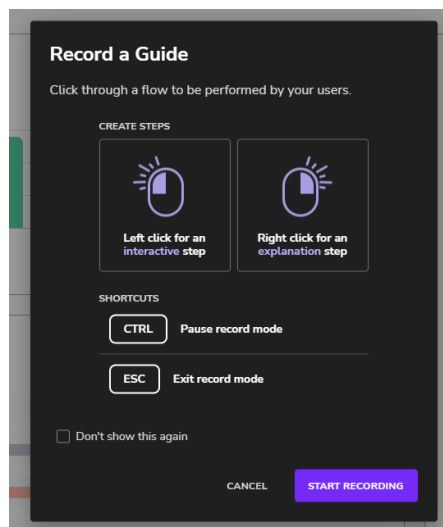 Record a Guide
Click through a flow to be performed by your users.
CREATE STEPS
Left click for an
interactive step
Right click for an
explanation step
SHORTCUTS
CTRL Pause record mode
ESC Exit record mode
Don't show this again
CANCEL START RECORDING